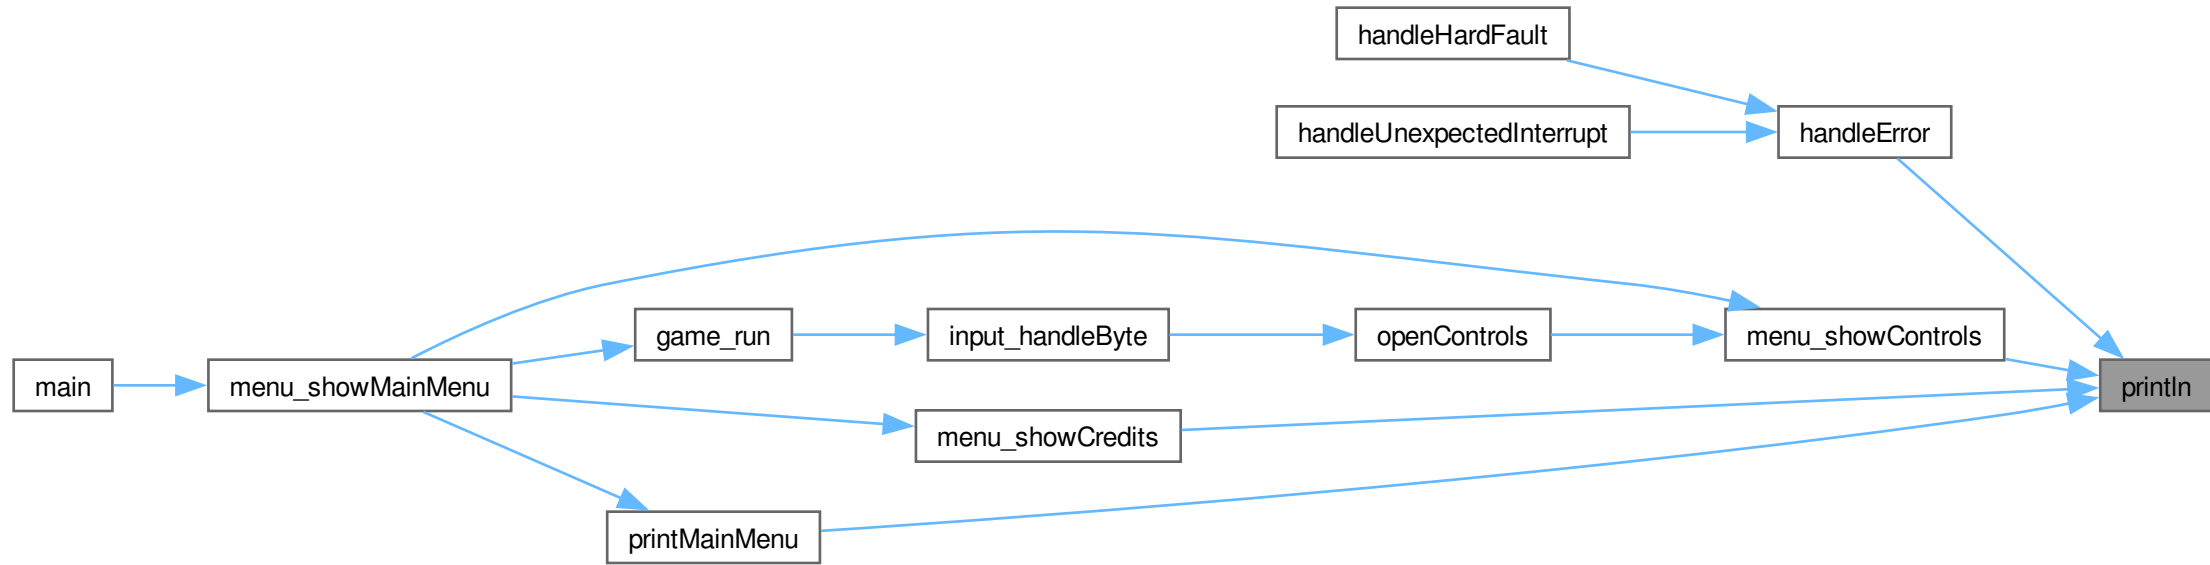 handleHardFault
handleUnexpectedInterrupt
handleError
game_run
input_handleByte
openControls
menu_showControls
main
menu_showMainMenu
println
menu_showCredits
printMainMenu